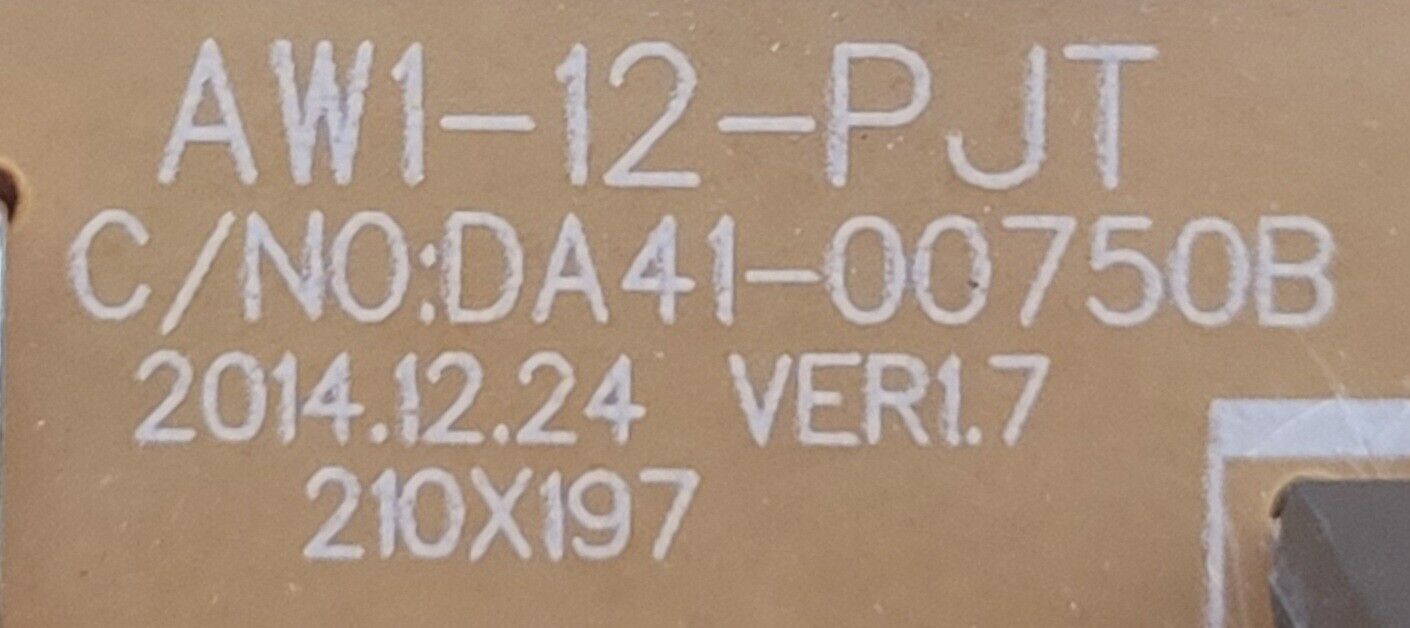 AW1-12-PJT
C/NO:DA41-00750B
2014.12.24 VER1.7
210X197